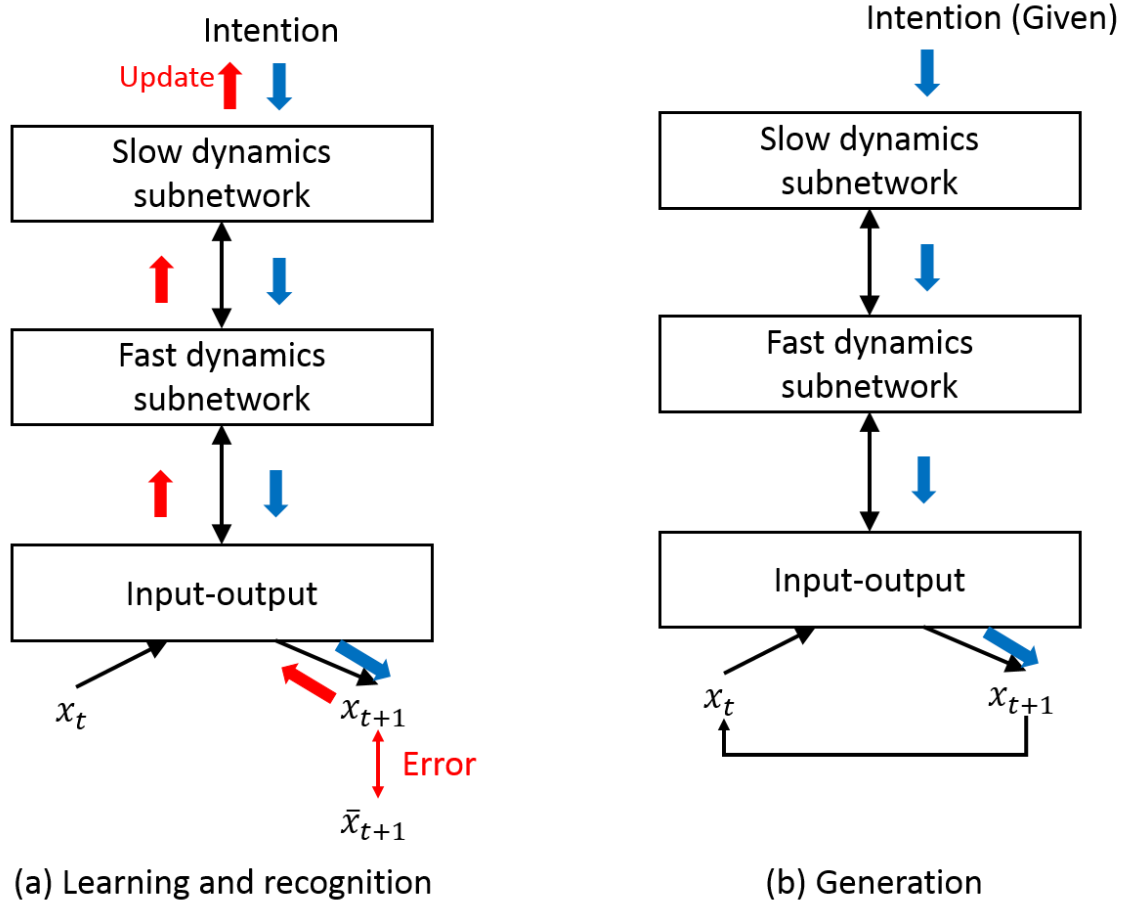 Intention
Update
Slow dynamics
subnetwork
Fast dynamics
subnetwork
Input-output
x_t
x_{t+1}
Error
x̄_{t+1}
(a) Learning and recognition
Intention (Given)
Slow dynamics
subnetwork
Fast dynamics
subnetwork
Input-output
x_t
x_{t+1}
(b) Generation